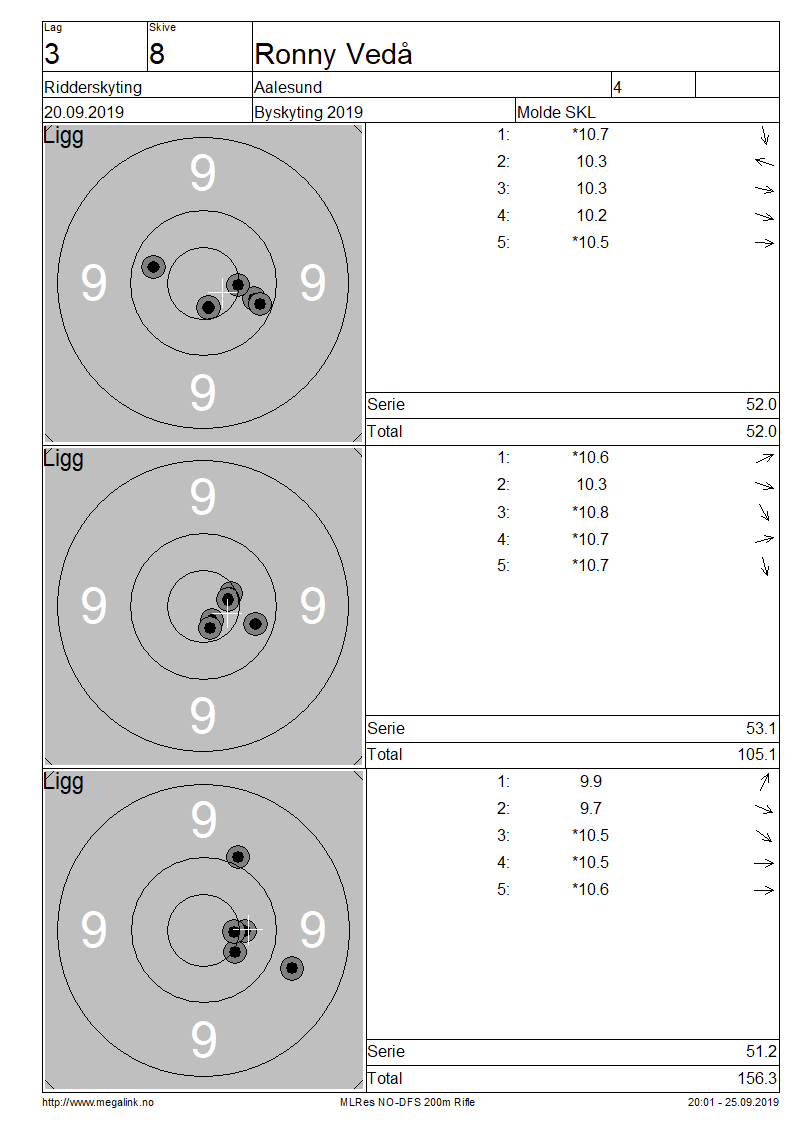 Lag Skive
3 8 Ronny Vedå
Ridderskyting Aalesund 4
20.09.2019 Byskyting 2019 Molde SKL
Ligg
9
9 9
9
1: *10.7
2: 10.3
3: 10.3
4: 10.2
5: *10.5
Serie 52.0
Total 52.0
Ligg
9
9 9
9
1: *10.6
2: 10.3
3: *10.8
4: *10.7
5: *10.7
Serie 53.1
Total 105.1
Ligg
9
9 9
9
1: 9.9
2: 9.7
3: *10.5
4: *10.5
5: *10.6
Serie 51.2
Total 156.3
http://www.megalink.no MLRes NO-DFS 200m Rifle 20:01 - 25.09.2019